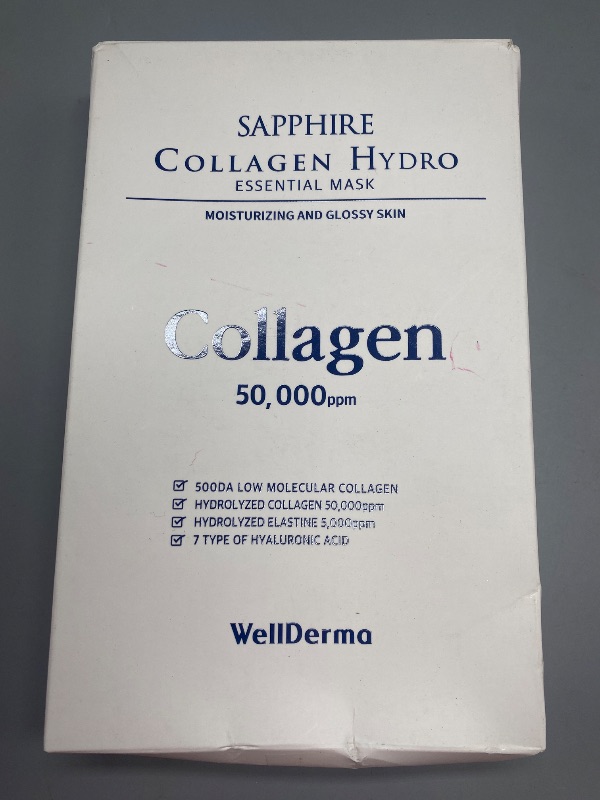 SAPPHIRE
COLLAGEN HYDRO
ESSENTIAL MASK
MOISTURIZING AND GLOSSY SKIN
Collagen
50,000ppm
500DA LOW MOLECULAR COLLAGEN
HYDROLYZED COLLAGEN 50,000ppm
HYDROLYZED ELASTINE 5,000ppm
7 TYPE OF HYALURONIC ACID
WellDerma